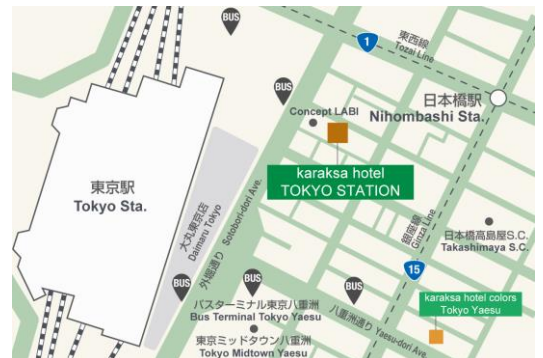 BUS
1
東西線
Tozai Line
BUS
日本橋駅
Nihombashi Sta.
Concept LABI
karaksa hotel
TOKYO STATION
東京駅
Tokyo Sta.
大丸東京店
Daimaru Tokyo
外堀通り Sotobori-dori Ave.
銀座線
Ginza Line
日本橋高島屋S.C.
Takashimaya S.C.
15
BUS
BUS
BUS
バスターミナル東京八重洲
Bus Terminal Tokyo Yaesu
八重洲通り Yaesu-dori Ave.
karaksa hotel colors
Tokyo Yaesu
東京ミッドタウン八重洲
Tokyo Midtown Yaesu